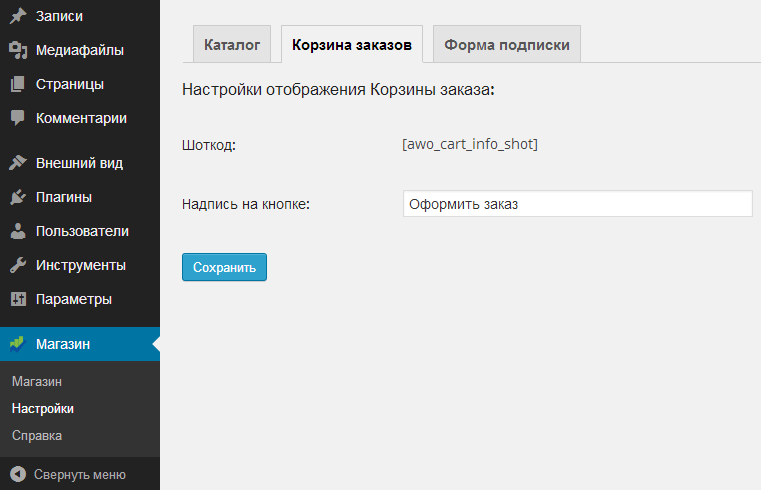 Записи
Медиафайлы
Страницы
Комментарии
Внешний вид
Плагины
Пользователи
Инструменты
Параметры
Магазин
Магазин
Настройки
Справка
Свернуть меню
Каталог
Корзина заказов
Форма подписки
Настройки отображения Корзины заказа:
Шоткод: [awo_cart_info_shot]
Надпись на кнопке: Оформить заказ
Сохранить